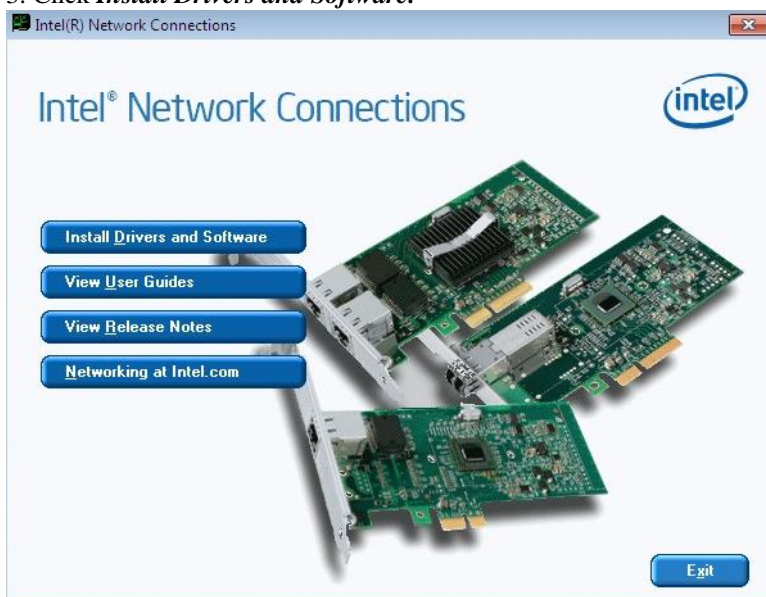 3. Click Install Drivers and Software.
Intel(R) Network Connections
Intel® Network Connections
intel
Install Drivers and Software
View User Guides
View Release Notes
Networking at Intel.com
Exit